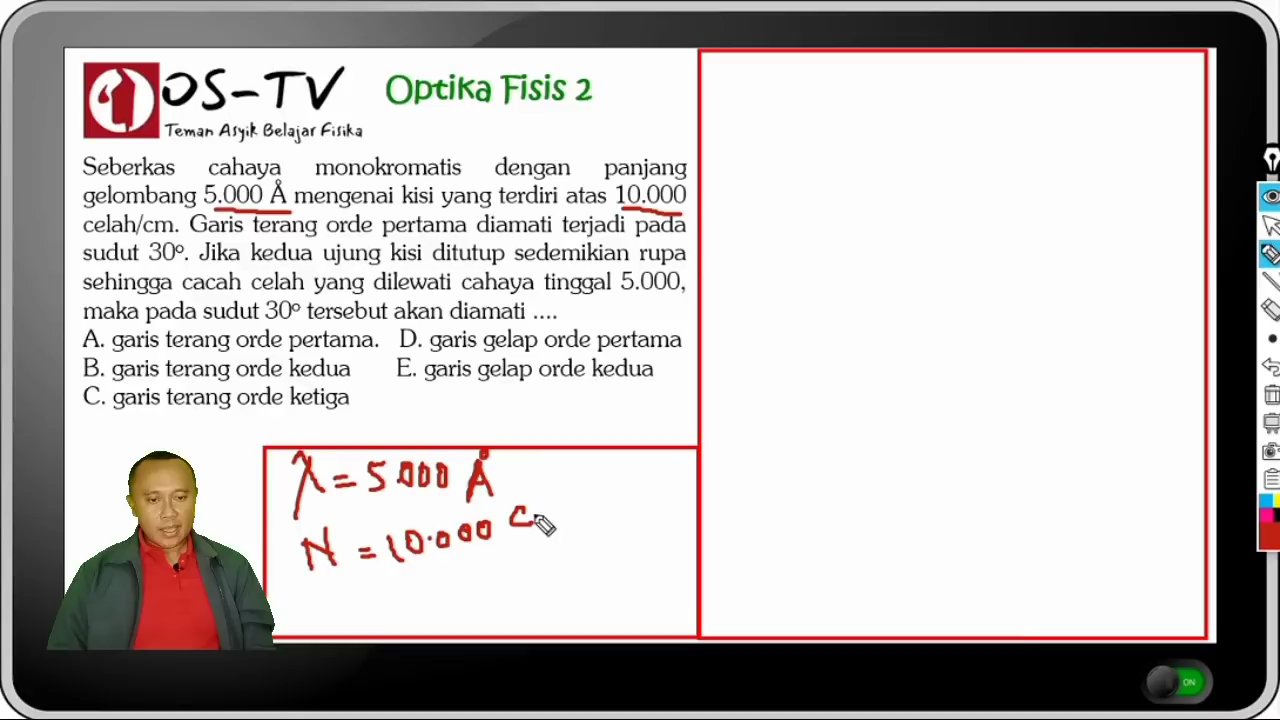 OS-TV
Teman Asyik Belajar Fisika
Optika Fisis 2
Seberkas cahaya monokromatis dengan panjang
gelombang 5.000 Å mengenai kisi yang terdiri atas 10.000
celah/cm. Garis terang orde pertama diamati terjadi pada
sudut 30º. Jika kedua ujung kisi ditutup sedemikian rupa
sehingga cacah celah yang dilewati cahaya tinggal 5.000,
maka pada sudut 30º tersebut akan diamati ....
A. garis terang orde pertama. D. garis gelap orde pertama
B. garis terang orde kedua E. garis gelap orde kedua
C. garis terang orde ketiga
λ = 5.000 Å
N = 10.000 c
ON